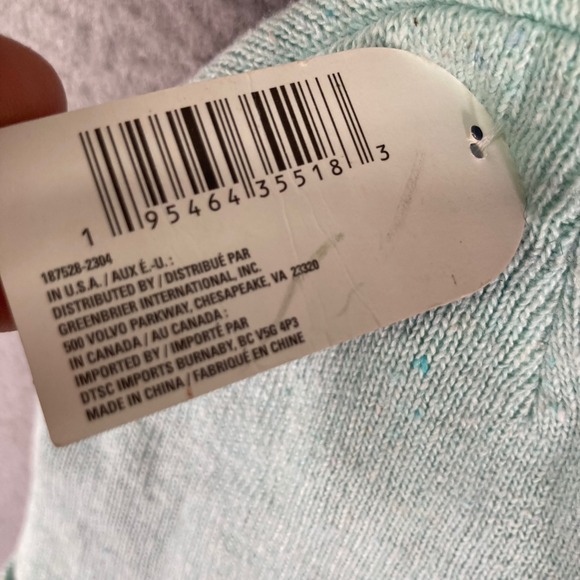 1 95464 35518 3
187528-2304
IN U.S.A. / AUX É.-U. :
DISTRIBUTED BY / DISTRIBUÉ PAR
GREENBRIER INTERNATIONAL, INC.
500 VOLVO PARKWAY, CHESAPEAKE, VA 23320
IN CANADA / AU CANADA :
IMPORTED BY / IMPORTÉ PAR
DTSC IMPORTS BURNABY, BC V5G 4P3
MADE IN CHINA / FABRIQUÉ EN CHINE